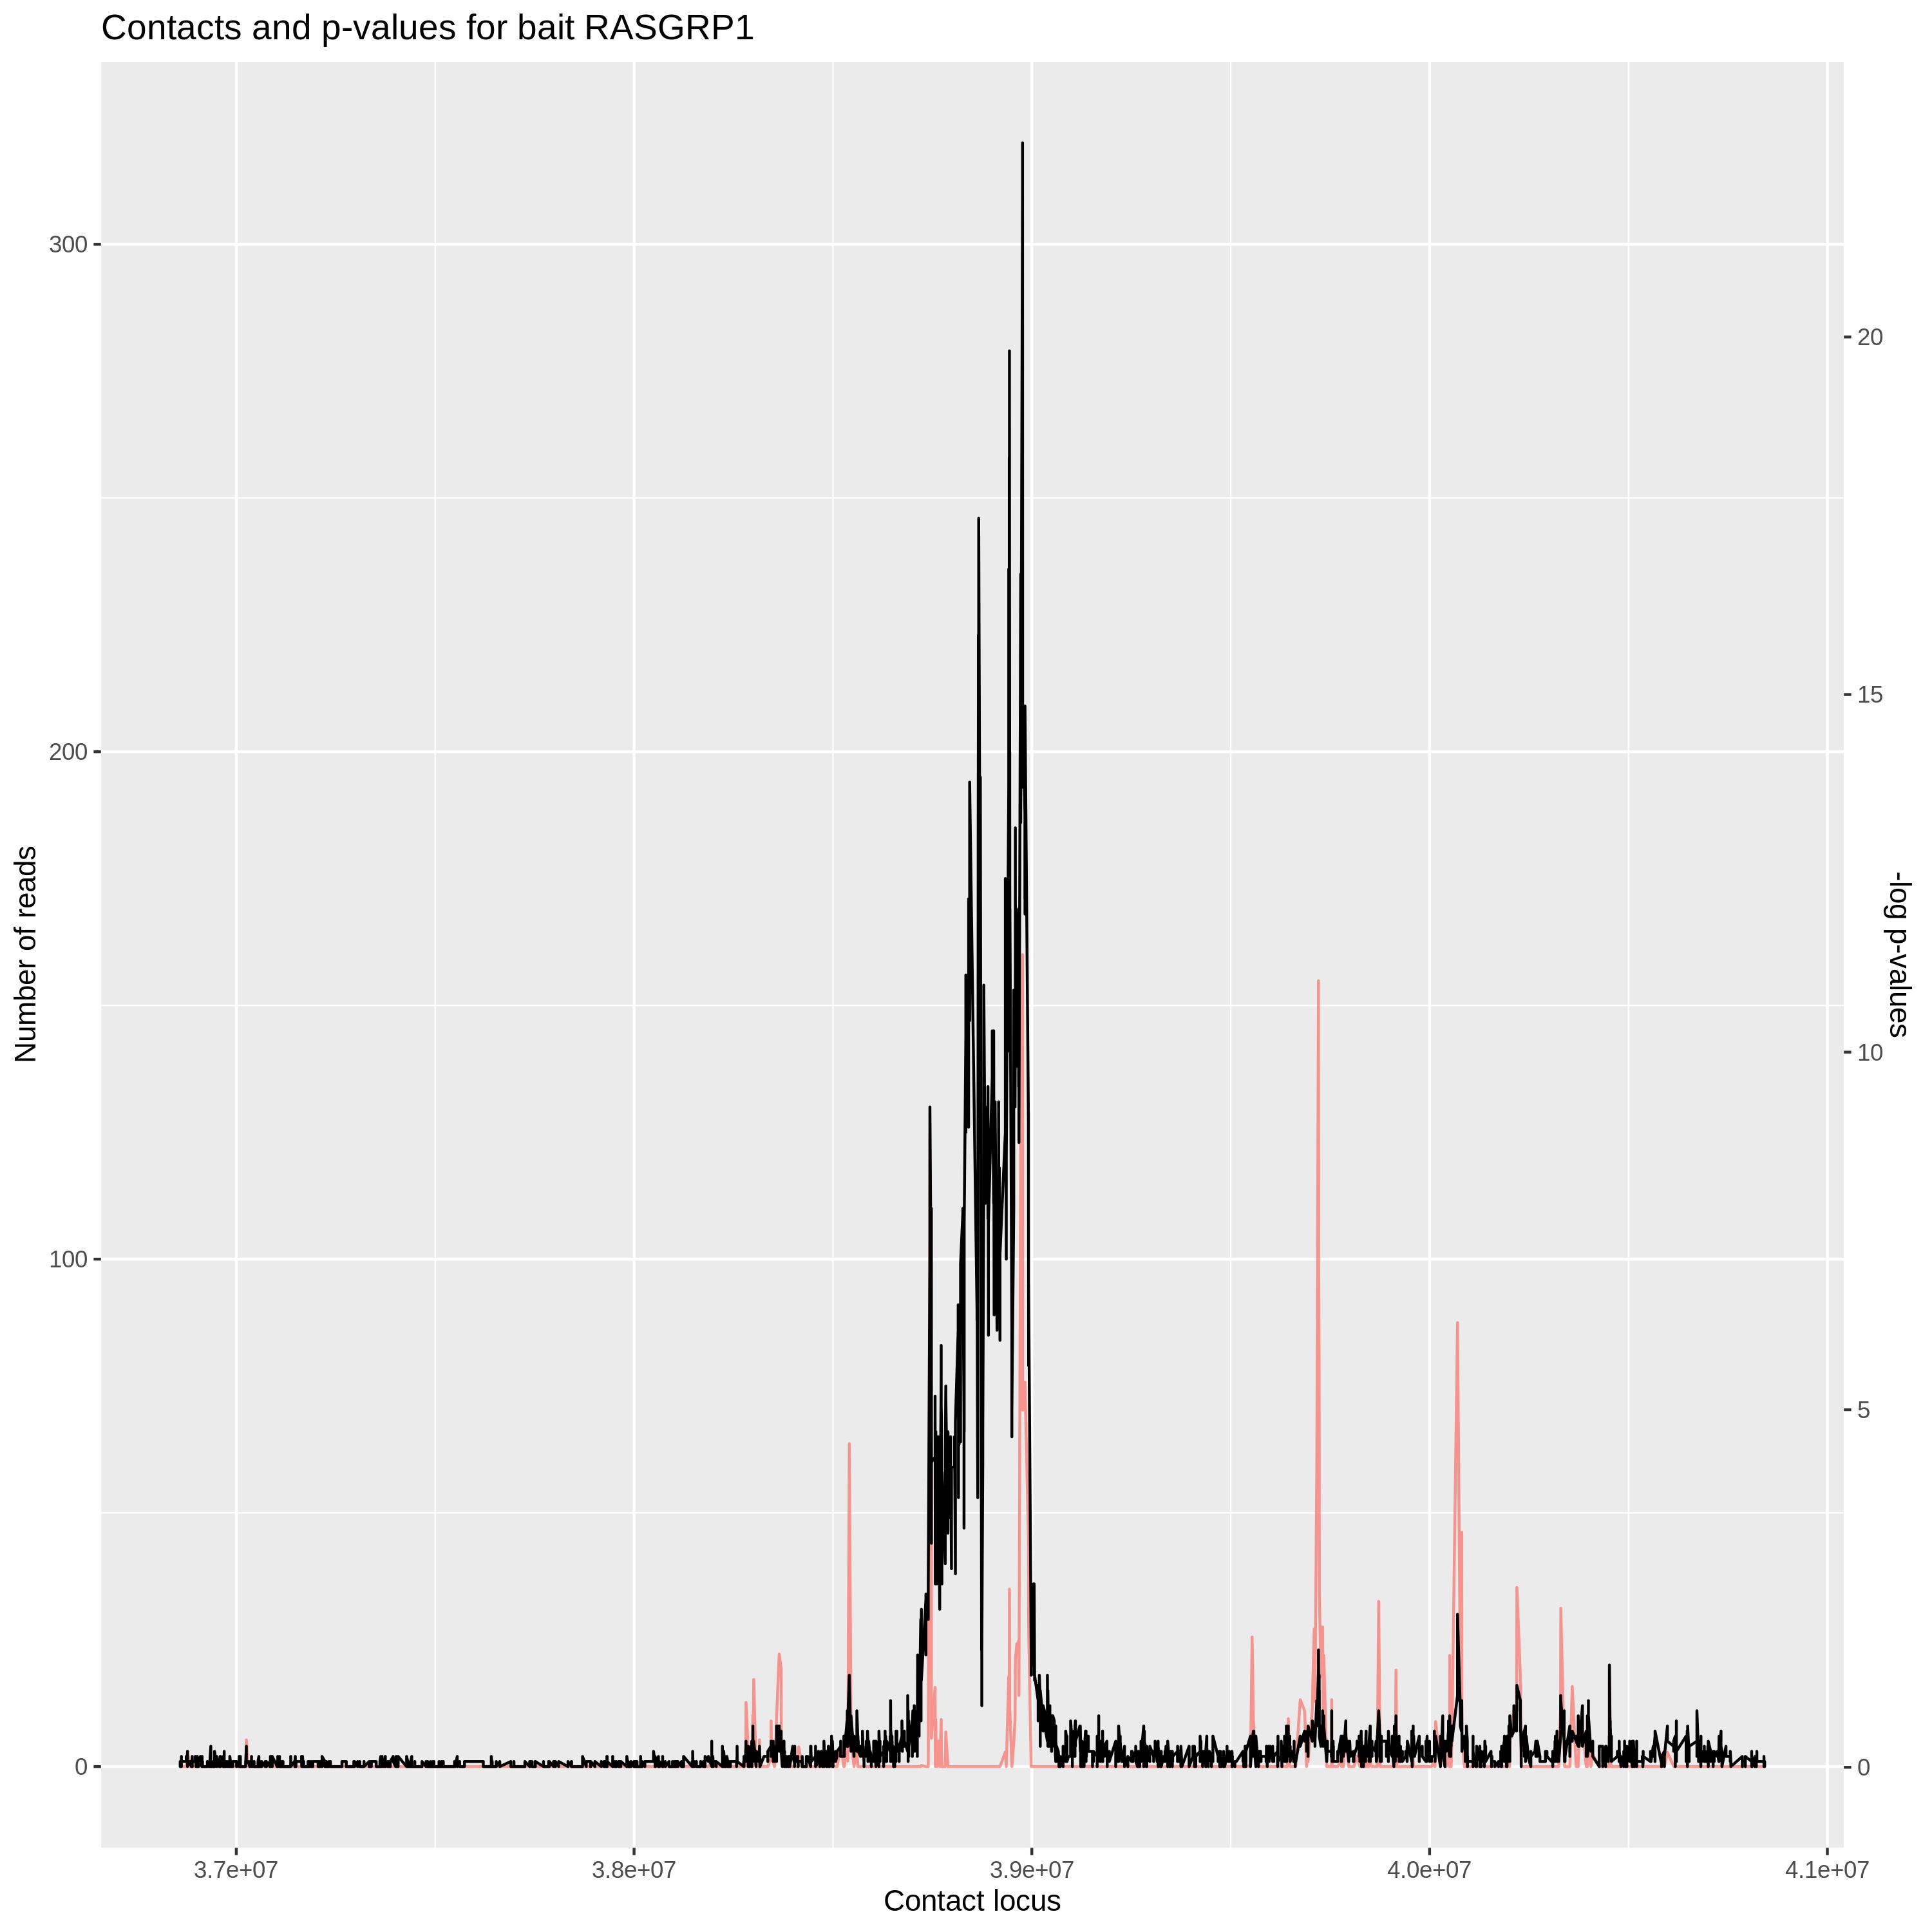 Contacts and p-values for bait RASGRP1
Number of reads
300
200
100
0
20
15
10
5
0
-log p-values
3.7e+07
3.8e+07
3.9e+07
4.0e+07
4.1e+07
Contact locus